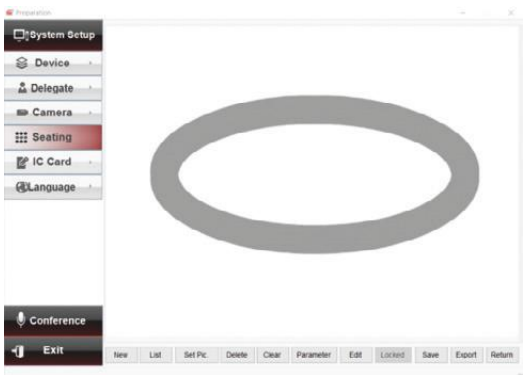 Preparation
System Setup
Device
Delegate
Camera
Seating
IC Card
Language
Conference
Exit
New List Set Pic. Delete Clear Parameter Edit Locked Save Export Return